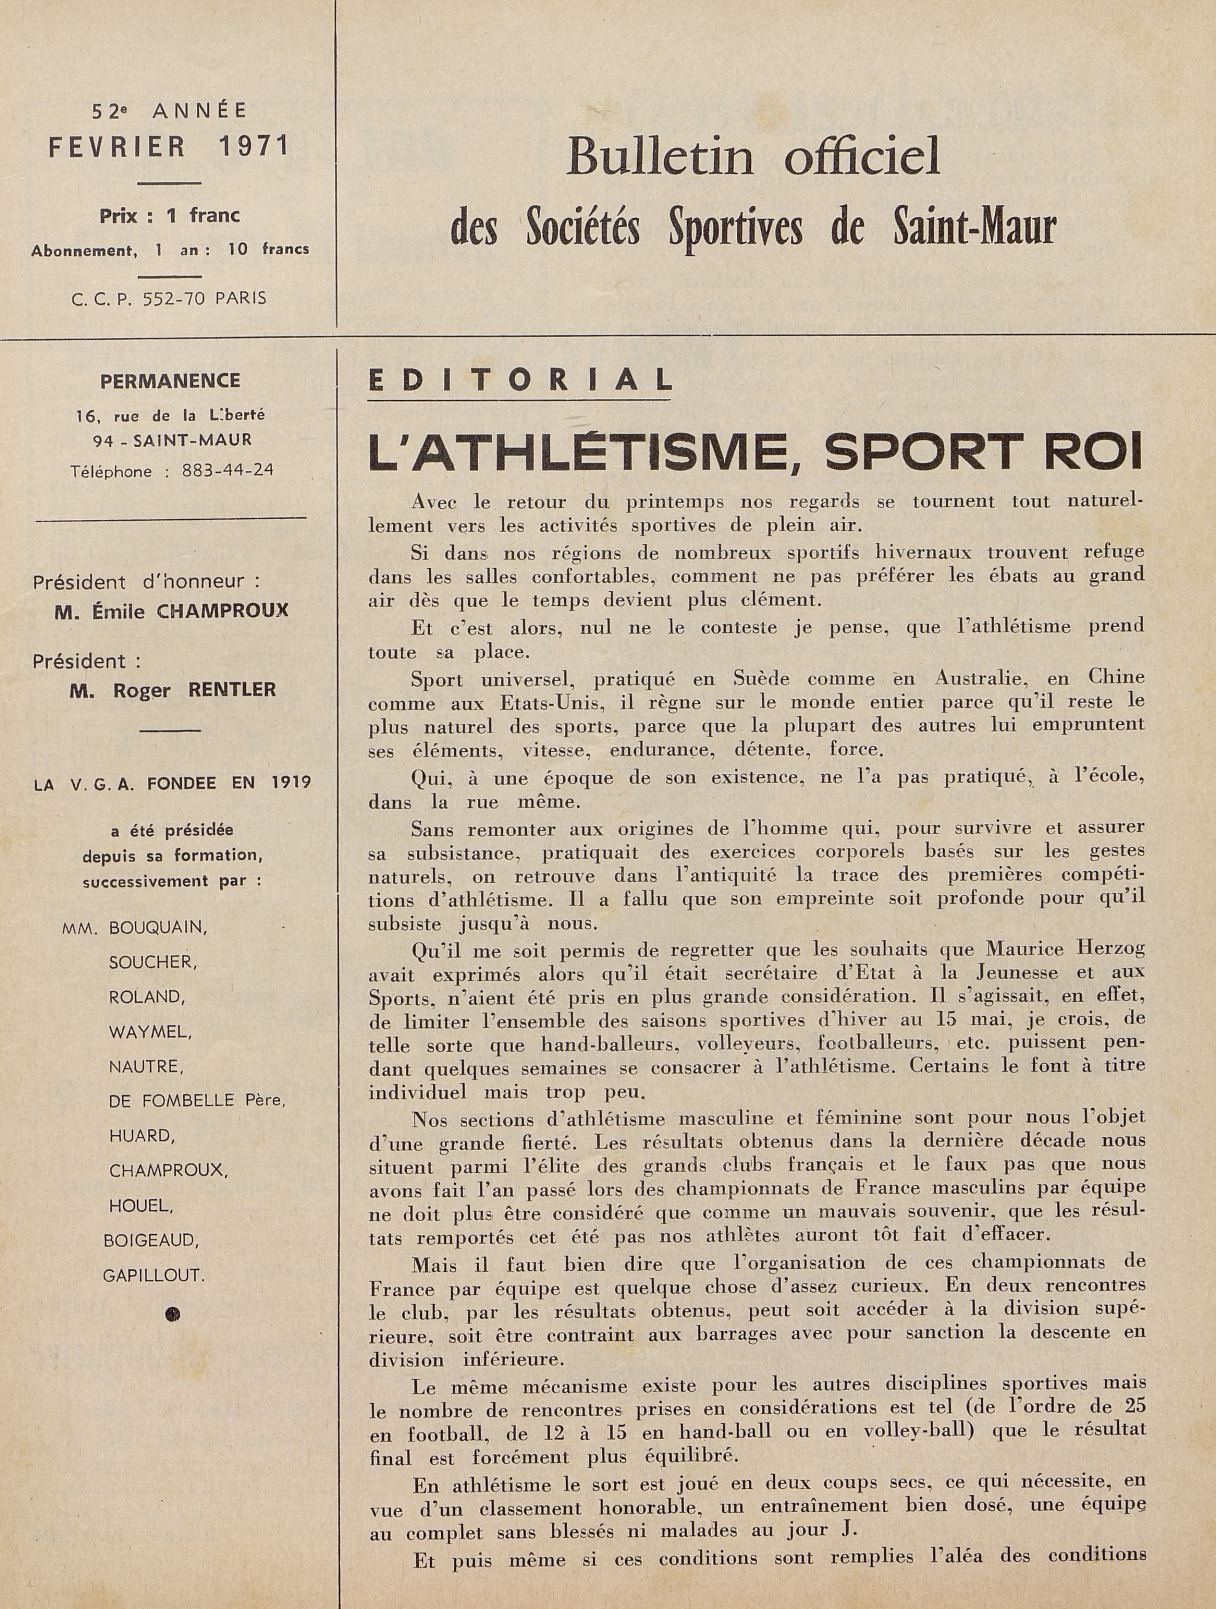 52e ANNÉE
FEVRIER 1971
Prix : 1 franc
Abonnement, 1 an : 10 francs
C. C. P. 552-70 PARIS
Bulletin officiel
des Sociétés Sportives de Saint-Maur
PERMANENCE
16, rue de la Liberté
94 - SAINT-MAUR
Téléphone : 883-44-24
Président d'honneur :
M. Émile CHAMPROUX
Président :
M. Roger RENTLER
LA V. G. A. FONDEE EN 1919
a été présidée
depuis sa formation,
successivement par :
MM. BOUQUAIN,
SOUCHER,
ROLAND,
WAYMEL,
NAUTRE,
DE FOMBELLE Père,
HUARD,
CHAMPROUX,
HOUEL,
BOIGEAUD,
GAPILLOUT.
EDITORIAL
L'ATHLÉTISME, SPORT ROI
Avec le retour du printemps nos regards se tournent tout naturel-
lement vers les activités sportives de plein air.
Si dans nos régions de nombreux sportifs hivernaux trouvent refuge
dans les salles confortables, comment ne pas préférer les ébats au grand
air dès que le temps devient plus clément.
Et c'est alors, nul ne le conteste je pense, que l'athlétisme prend
toute sa place.
Sport universel, pratiqué en Suède comme en Australie, en Chine
comme aux Etats-Unis, il règne sur le monde entier parce qu'il reste le
plus naturel des sports, parce que la plupart des autres lui empruntent
ses éléments, vitesse, endurance, détente, force.
Qui, à une époque de son existence, ne l'a pas pratiqué, à l'école,
dans la rue même.
Sans remonter aux origines de l'homme qui, pour survivre et assurer
sa subsistance, pratiquait des exercices corporels basés sur les gestes
naturels, on retrouve dans l'antiquité la trace des premières compéti-
tions d'athlétisme. Il a fallu que son empreinte soit profonde pour qu'il
subsiste jusqu'à nous.
Qu'il me soit permis de regretter que les souhaits que Maurice Herzog
avait exprimés alors qu'il était secrétaire d'Etat à la Jeunesse et aux
Sports, n'aient été pris en plus grande considération. Il s'agissait, en effet,
de limiter l'ensemble des saisons sportives d'hiver au 15 mai, je crois, de
telle sorte que hand-balleurs, volleyeurs, footballeurs, etc. puissent pen-
dant quelques semaines se consacrer à l'athlétisme. Certains le font à titre
individuel mais trop peu.
Nos sections d'athlétisme masculine et féminine sont pour nous l'objet
d'une grande fierté. Les résultats obtenus dans la dernière décade nous
situent parmi l'élite des grands clubs français et le faux pas que nous
avons fait l'an passé lors des championnats de France masculins par équipe
ne doit plus être considéré que comme un mauvais souvenir, que les résul-
tats remportés cet été pas nos athlètes auront tôt fait d'effacer.
Mais il faut bien dire que l'organisation de ces championnats de
France par équipe est quelque chose d'assez curieux. En deux rencontres
le club, par les résultats obtenus, peut soit accéder à la division supé-
rieure, soit être contraint aux barrages avec pour sanction la descente en
division inférieure.
Le même mécanisme existe pour les autres disciplines sportives mais
le nombre de rencontres prises en considérations est tel (de l'ordre de 25
en football, de 12 à 15 en hand-ball ou en volley-ball) que le résultat
final est forcément plus équilibré.
En athlétisme le sort est joué en deux coups secs, ce qui nécessite, en
vue d'un classement honorable, un entraînement bien dosé, une équipe
au complet sans blessés ni malades au jour J.
Et puis même si ces conditions sont remplies l'aléa des conditions